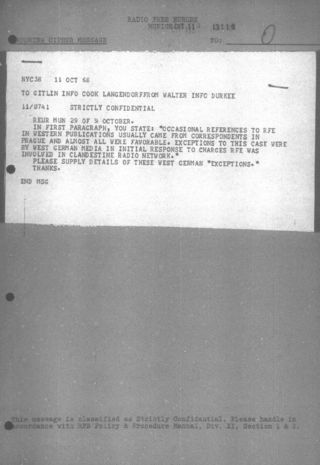 RADIO FREE EUROPE
MUNICH
INCOMING CIPHER MESSAGE TO:
NYC38 11 OCT 68
TO GITLIN INFO COOK LANGENDORFFROM WALTER INFO DURKEE
11/0741 STRICTLY CONFIDENTIAL
REUR MUN 29 OF 4 OCTOBER.
IN FIRST PARAGRAPH, YOU STATE: "OCCASIONAL REFERENCES TO RFE
IN WESTERN PUBLICATIONS USUALLY CAME FROM CORRESPONDENTS IN
PRAGUE AND ALMOST ALL WERE FAVORABLE. EXCEPTIONS TO THIS CASE WERE
BY WEST GERMAN MEDIA IN INITIAL RESPONSE TO CHARGES RFE WAS
INVOLVED IN CLANDESTINE RADIO NETWORK."
PLEASE SUPPLY DETAILS OF THESE WEST GERMAN "EXCEPTIONS."
THANKS.
END MSG
This message is classified as Strictly Confidential. Please handle in
accordance with RFE Policy & Procedure Manual, Div. XI, Section 1 & 2.